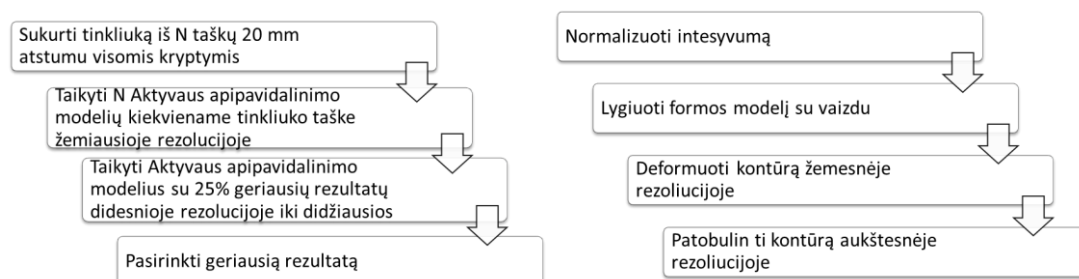 Sukurti tinkliuką iš N taškų 20 mm
atstumu visomis kryptymis
Taikyti N Aktyvaus apipavidalinimo
modelių kiekviename tinkliuko taške
žemiausioje rezolucijoje
Taikyti Aktyvaus apipavidalinimo
modelius su 25% geriausių rezultatų
didesnioje rezolucijoje iki didžiausios
Pasirinkti geriausią rezultatą
Normalizuoti intesyvumą
Lygiuoti formos modelį su vaizdu
Deformuoti kontūrą žemesnėje
rezoliucijoje
Patobulin ti kontūrą aukštesnėje
rezoliucijoje